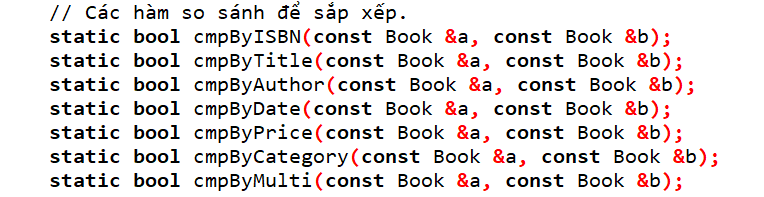 // Các hàm so sánh để sắp xếp.
static bool cmpByISBN(const Book &a, const Book &b);
static bool cmpByTitle(const Book &a, const Book &b);
static bool cmpByAuthor(const Book &a, const Book &b);
static bool cmpByDate(const Book &a, const Book &b);
static bool cmpByPrice(const Book &a, const Book &b);
static bool cmpByCategory(const Book &a, const Book &b);
static bool cmpByMulti(const Book &a, const Book &b);